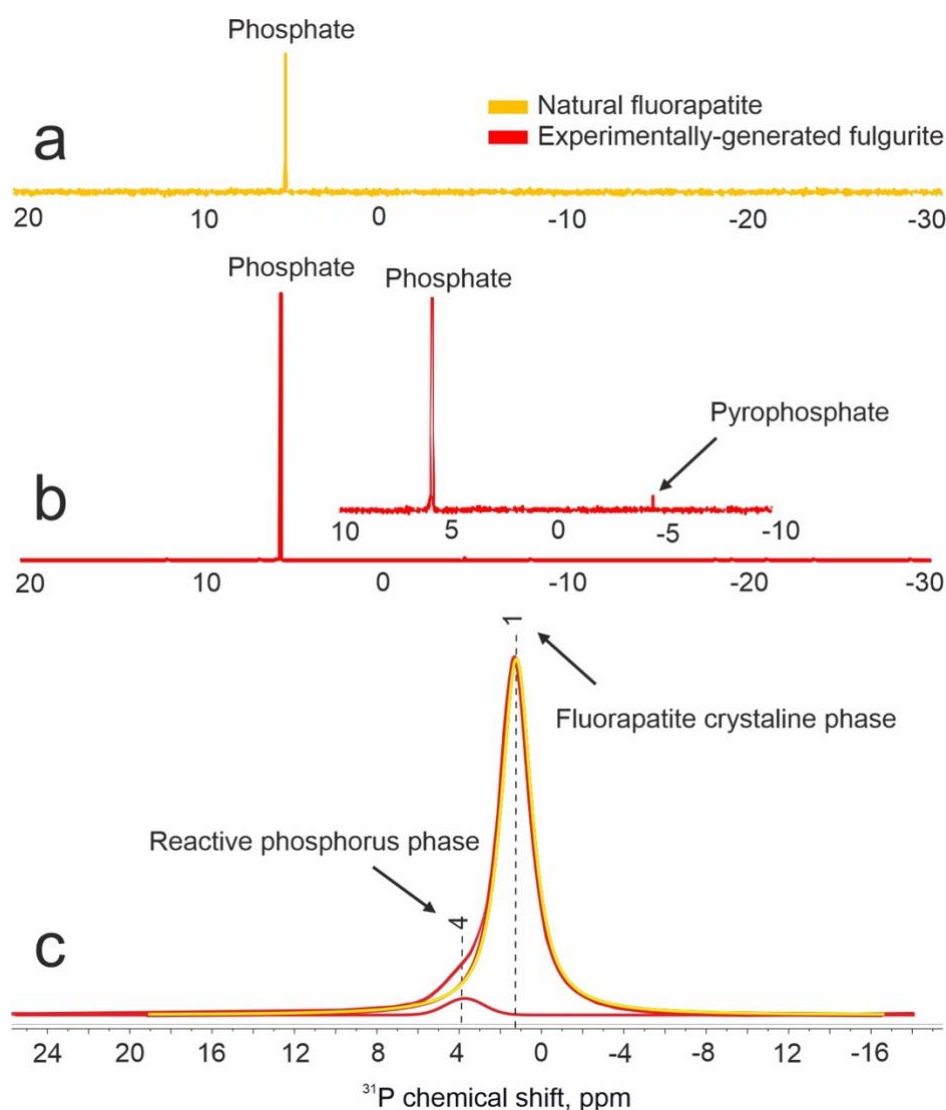 Phosphate
Natural fluorapatite
Experimentally-generated fulgurite
a
20 10 0 -10 -20 -30
Phosphate
Phosphate
Pyrophosphate
b
10 5 0 -5 -10
20 10 0 -10 -20 -30
1
Fluorapatite crystaline phase
Reactive phosphorus phase
4
c
24 20 16 12 8 4 0 -4 -8 12 -16
³¹P chemical shift, ppm